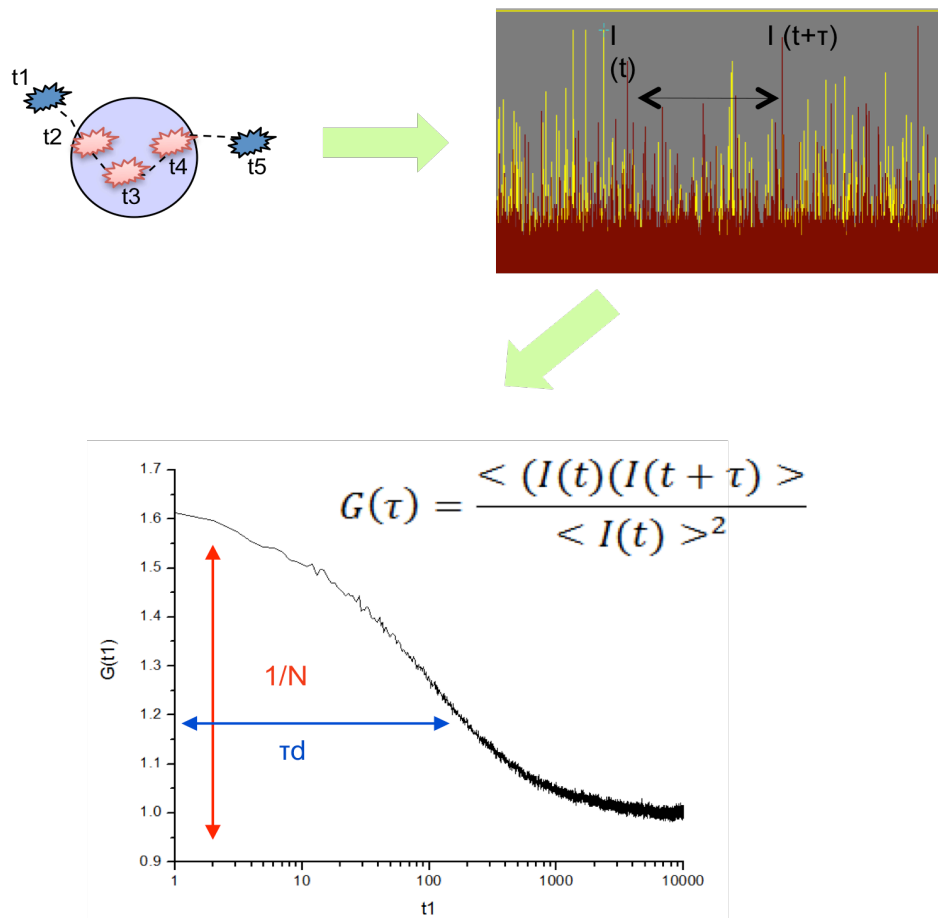 t1
t2
t3
t4
t5
I
(t)
I (t+τ)
G(τ) = < (I(t)(I(t + τ) > / < I(t) >²
1.7
1.6
1.5
1.4
1.3
1.2
1.1
1.0
0.9
G(t1)
1/N
τd
1
10
100
1000
10000
t1